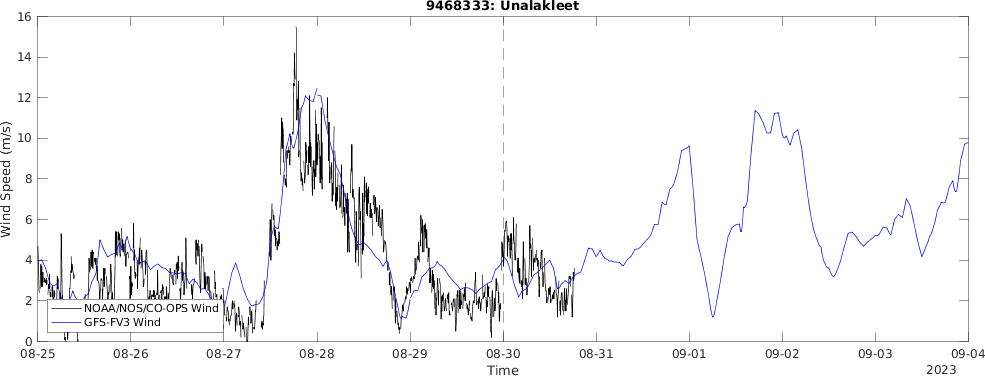 9468333: Unalakleet
Wind Speed (m/s)
16
14
12
10
8
6
4
2
0
NOAA/NOS/CO-OPS Wind
GFS-FV3 Wind
08-25 08-26 08-27 08-28 08-29 08-30 08-31 09-01 09-02 09-03 09-04
Time
2023